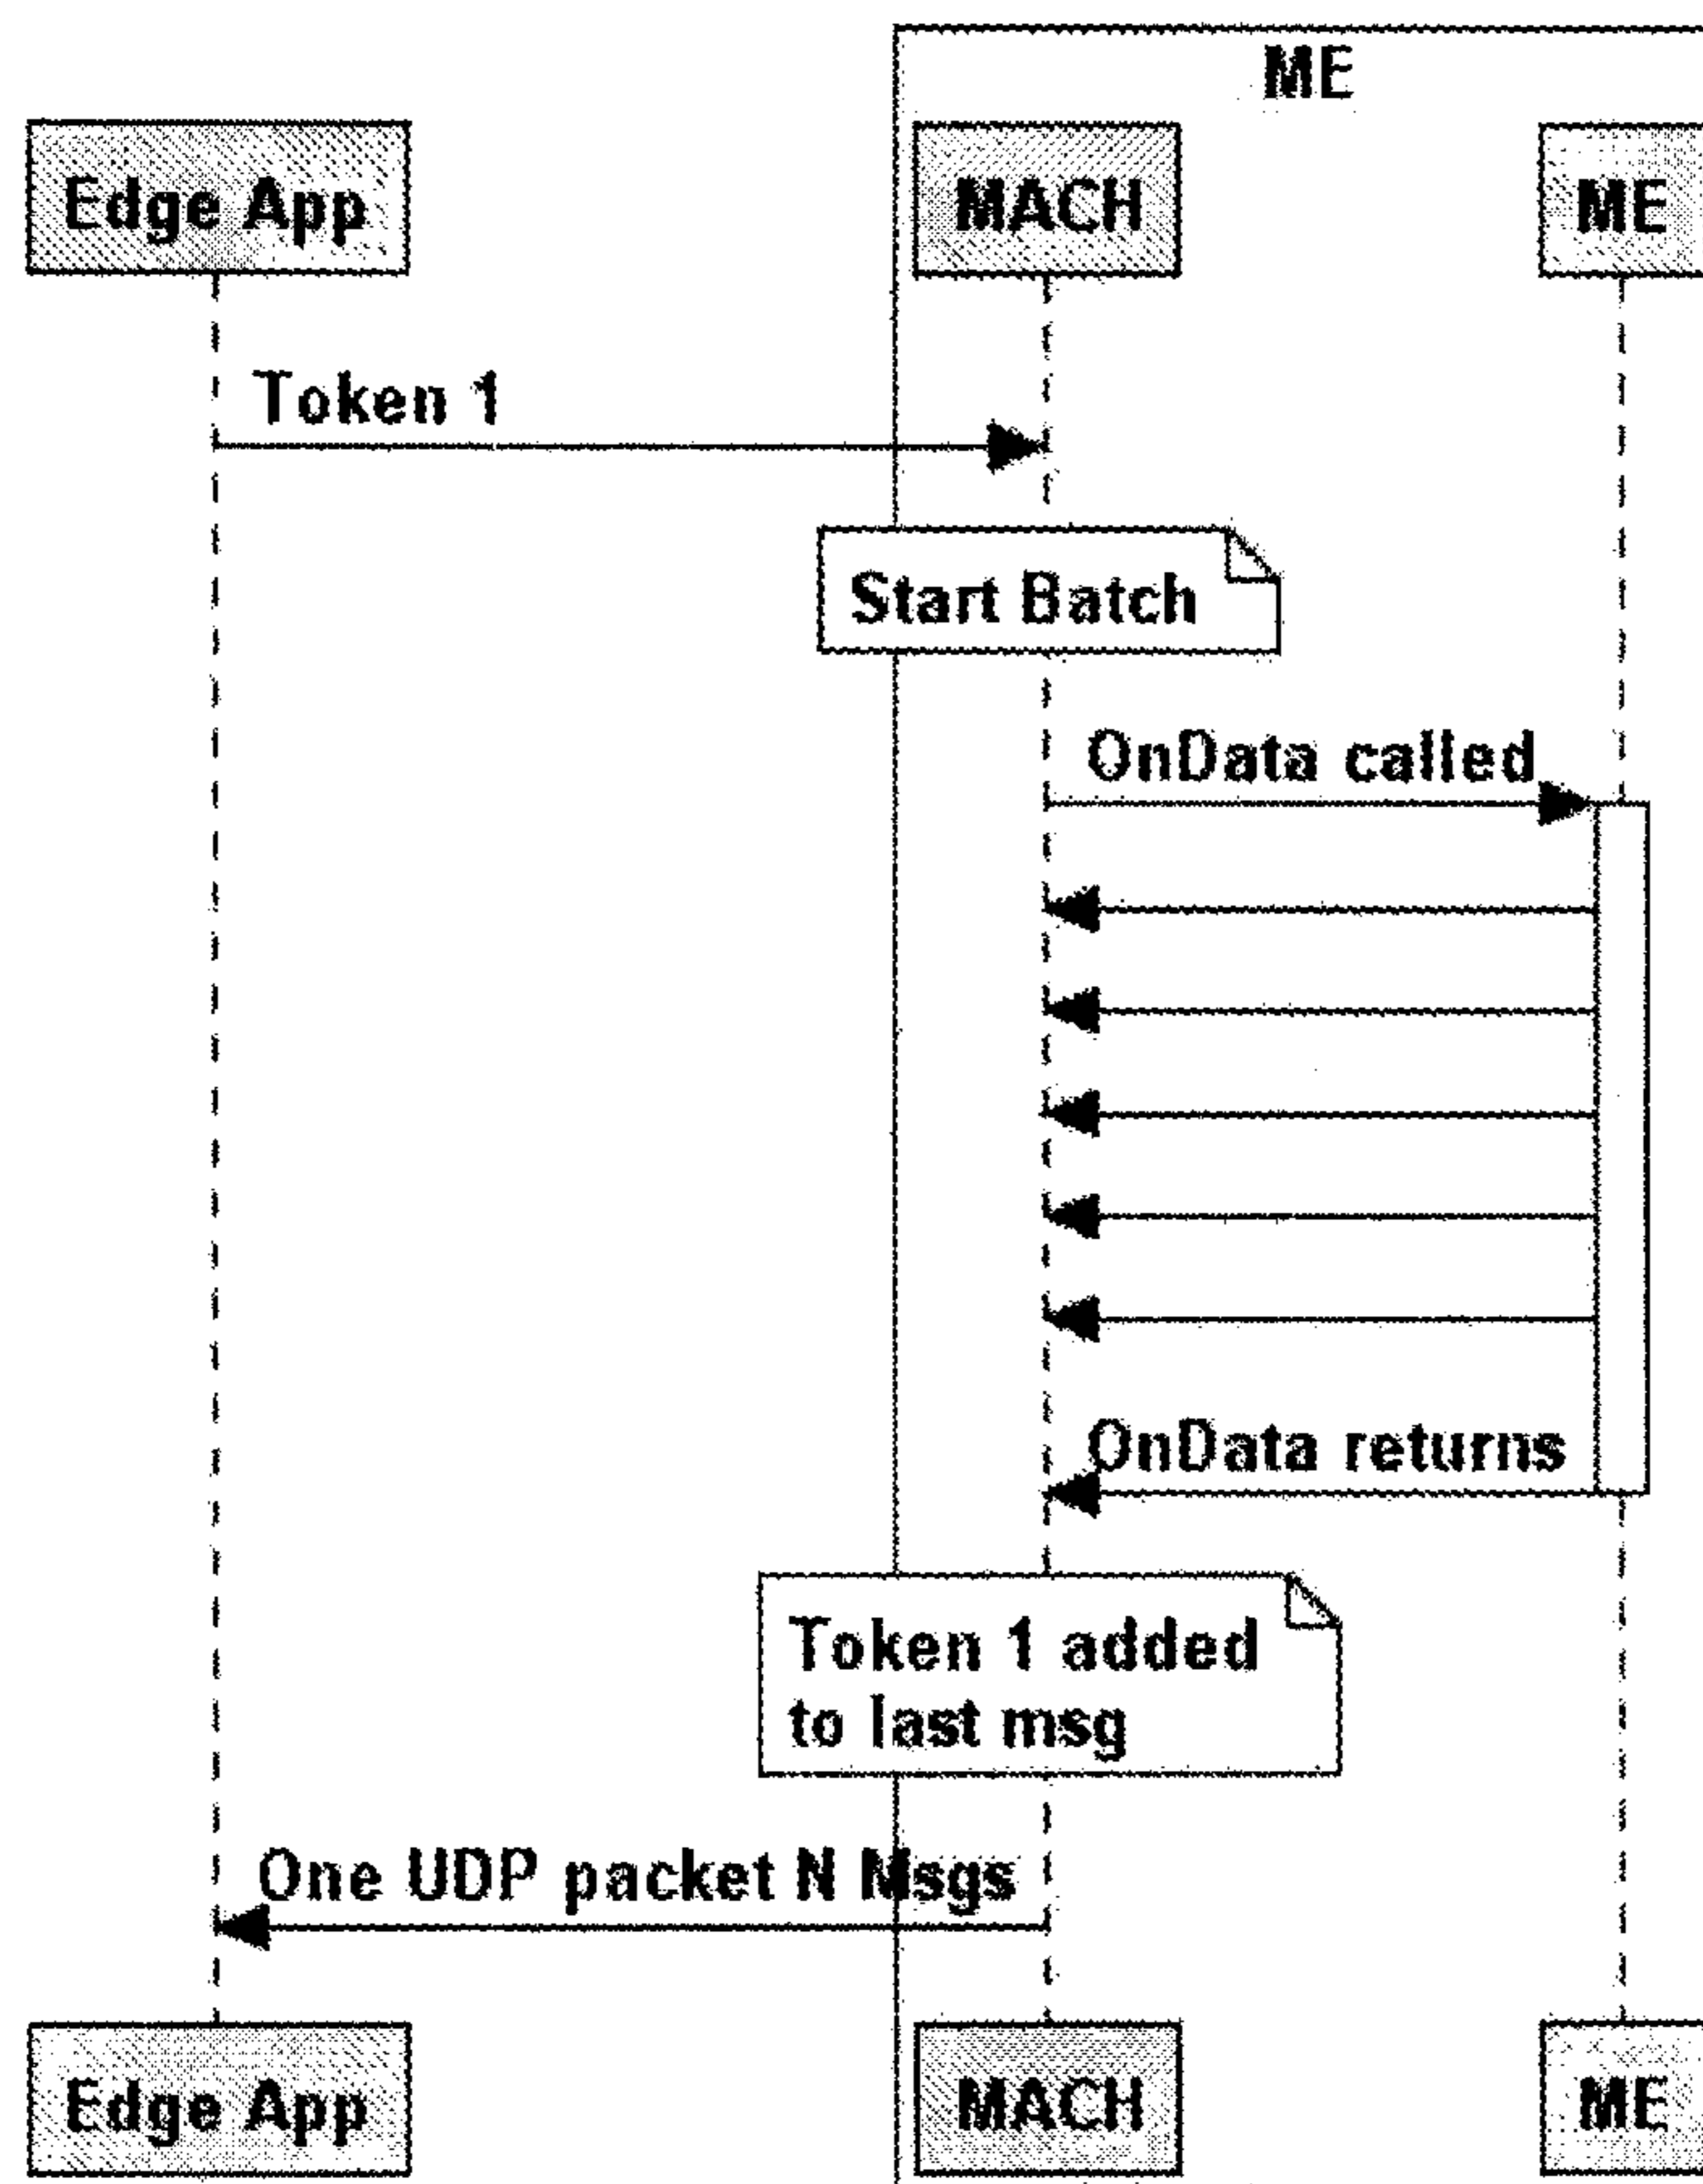 ME
Edge App
MACH
ME
Token 1
Start Batch
OnData called
OnData returns
Token 1 added
to last msg
One UDP packet N Msgs
Edge App
MACH
ME